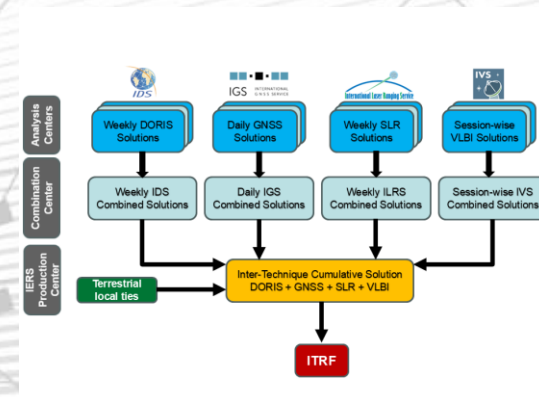 IDS
IGS
INTERNATIONAL
GNSS SERVICE
International Laser Ranging Service
IVS
Analysis
Centers
Weekly DORIS
Solutions
Daily GNSS
Solutions
Weekly SLR
Solutions
Session-wise
VLBI Solutions
Combination
Center
Weekly IDS
Combined Solutions
Daily IGS
Combined Solutions
Weekly ILRS
Combined Solutions
Session-wise IVS
Combined Solutions
IERS
Production
Center
Terrestrial
local ties
Inter-Technique Cumulative Solution
DORIS + GNSS + SLR + VLBI
ITRF